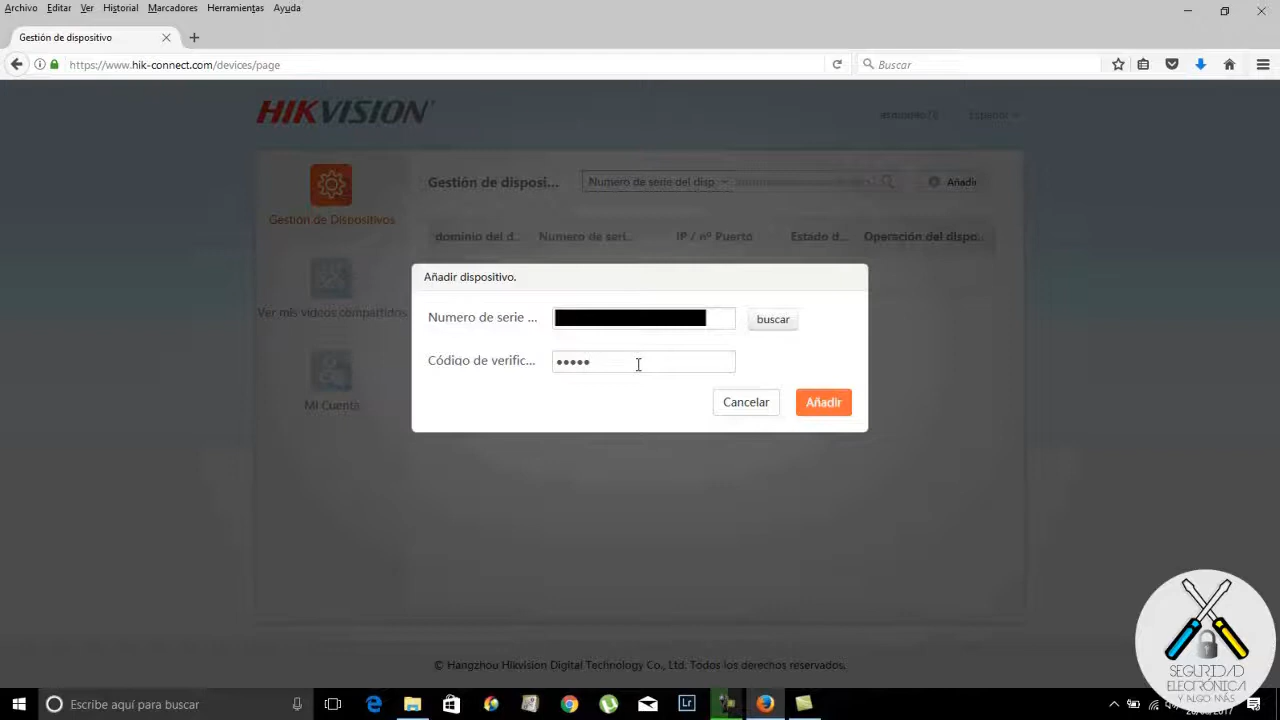 Archivo Editar Ver Historial Marcadores Herramientas Ayuda
Gestión de dispositivo
https://www.hik-connect.com/devices/page
Buscar
HIKVISION
Español
Gestión de Dispositivos
Gestión de disposi...
Numero de serie del disp
Añadir
dominio del d... Numero de seri... IP / nº Puerto Estado d... Operación del dispo...
Ver mis videos compartidos
Mi Cuenta
Añadir dispositivo.
Numero de serie ...
buscar
Código de verific...
•••••
Cancelar
Añadir
© Hangzhou Hikvision Digital Technology Co., Ltd. Todos los derechos reservados.
SEGURIDAD
ELECTRÓNICA
Y ALGO MÁS
Escribe aquí para buscar
Lr